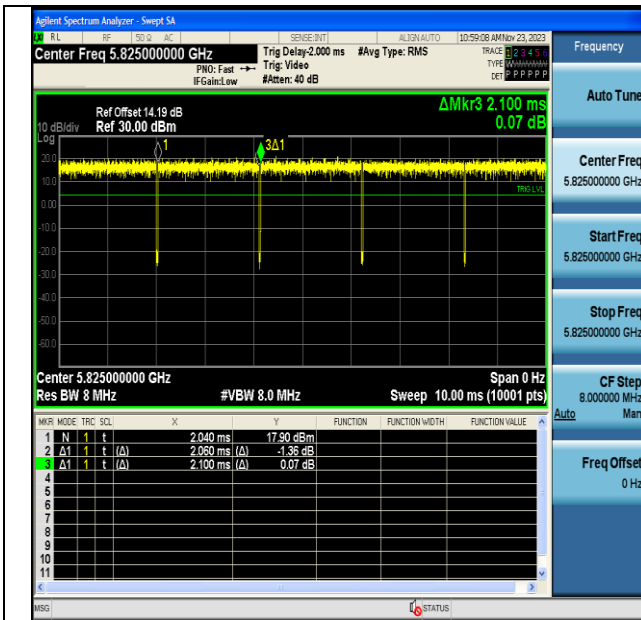 Agilent Spectrum Analyzer - Swept SA
RL RF 50 Ω AC SENSE:INT ALIGN AUTO 10:59:08 AM Nov 23, 2023
Center Freq 5.825000000 GHz
PNO: Fast
IFGain:Low
Trig Delay-2.000 ms
Trig: Video
#Atten: 40 dB
#Avg Type: RMS
TRACE 1 2 3 4 5 6
TYPE
DET P P P P P P
Frequency
Auto Tune
Center Freq
5.825000000 GHz
Start Freq
5.825000000 GHz
Stop Freq
5.825000000 GHz
CF Step
8.000000 MHz
Auto Man
Freq Offset
0 Hz
ΔMkr3 2.100 ms
0.07 dB
Ref Offset 14.19 dB
10 dB/div Ref 30.00 dBm
Log
1
3Δ1
20.0
10.0
TRIG LVL
0.00
-10.0
-20.0
-30.0
-40.0
-50.0
-60.0
Center 5.825000000 GHz Span 0 Hz
Res BW 8 MHz #VBW 8.0 MHz Sweep 10.00 ms (10001 pts)
MKR MODE TRC SCL X Y FUNCTION FUNCTION WIDTH FUNCTION VALUE
1 N 1 t 2.040 ms 17.90 dBm
2 Δ1 1 t (Δ) 2.060 ms (Δ) -1.36 dB
3 Δ1 1 t (Δ) 2.100 ms (Δ) 0.07 dB
4
5
6
7
8
9
10
11
MSG STATUS